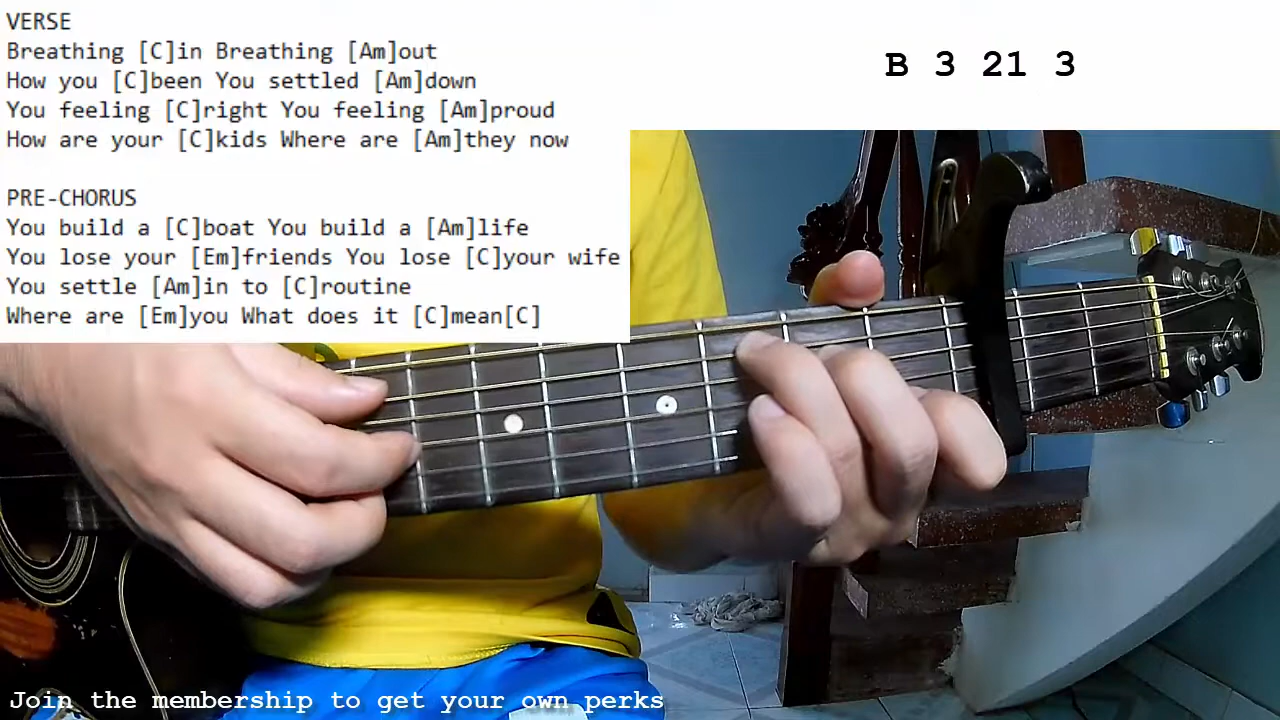 VERSE
Breathing [C]in Breathing [Am]out
How you [C]been You settled [Am]down
You feeling [C]right You feeling [Am]proud
How are your [C]kids Where are [Am]they now
PRE-CHORUS
You build a [C]boat You build a [Am]life
You lose your [Em]friends You lose [C]your wife
You settle [Am]in to [C]routine
Where are [Em]you What does it [C]mean[C]
B 3 21 3
Join the membership to get your own perks